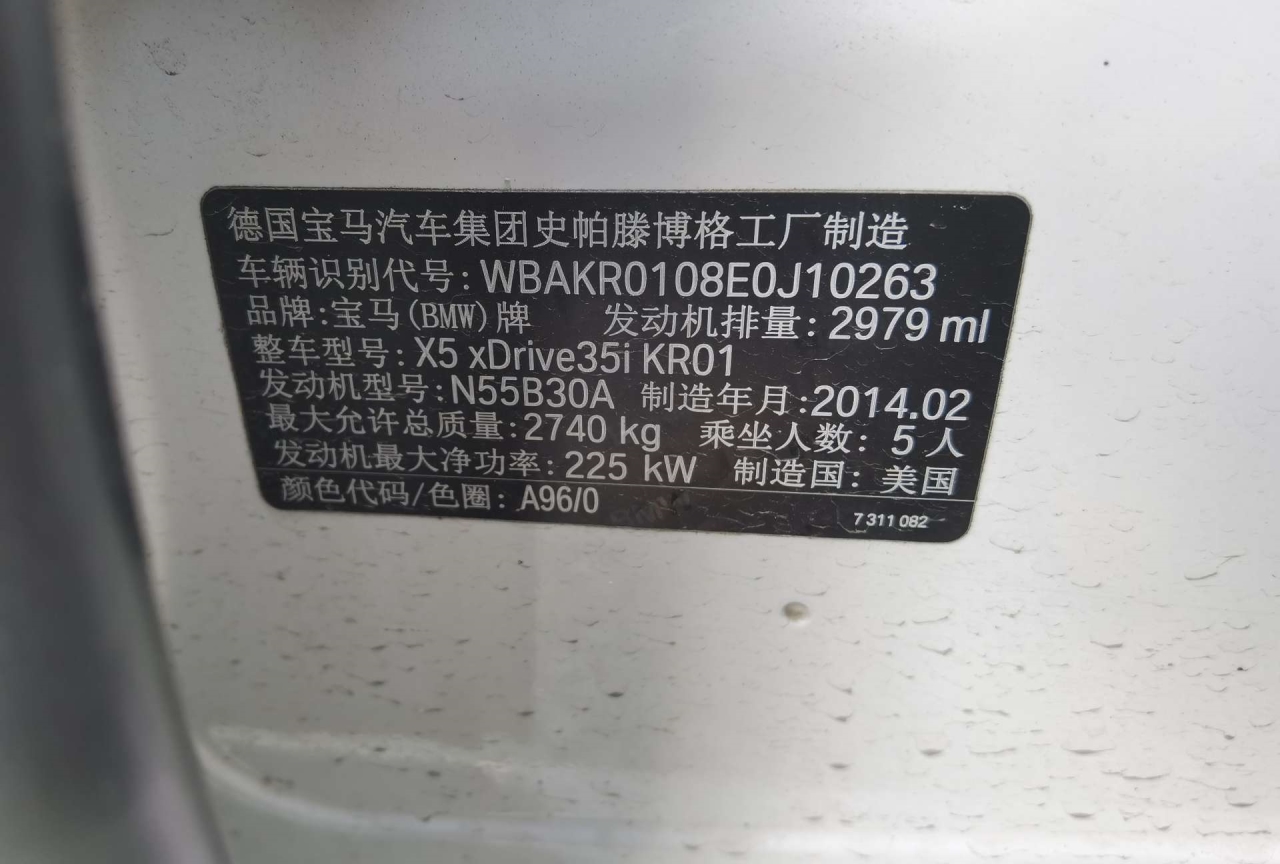 德国宝马汽车集团史帕滕博格工厂制造
车辆识别代号: WBAKR0108E0J10263
品牌:宝马(BMW)牌 发动机排量: 2979 ml
整车型号: X5 xDrive35i KR01
发动机型号: N55B30A 制造年月:2014.02
最大允许总质量:2740 kg 乘坐人数: 5 人
发动机最大净功率: 225 kW 制造国: 美国
颜色代码/色圈: A96/0
7 311 082